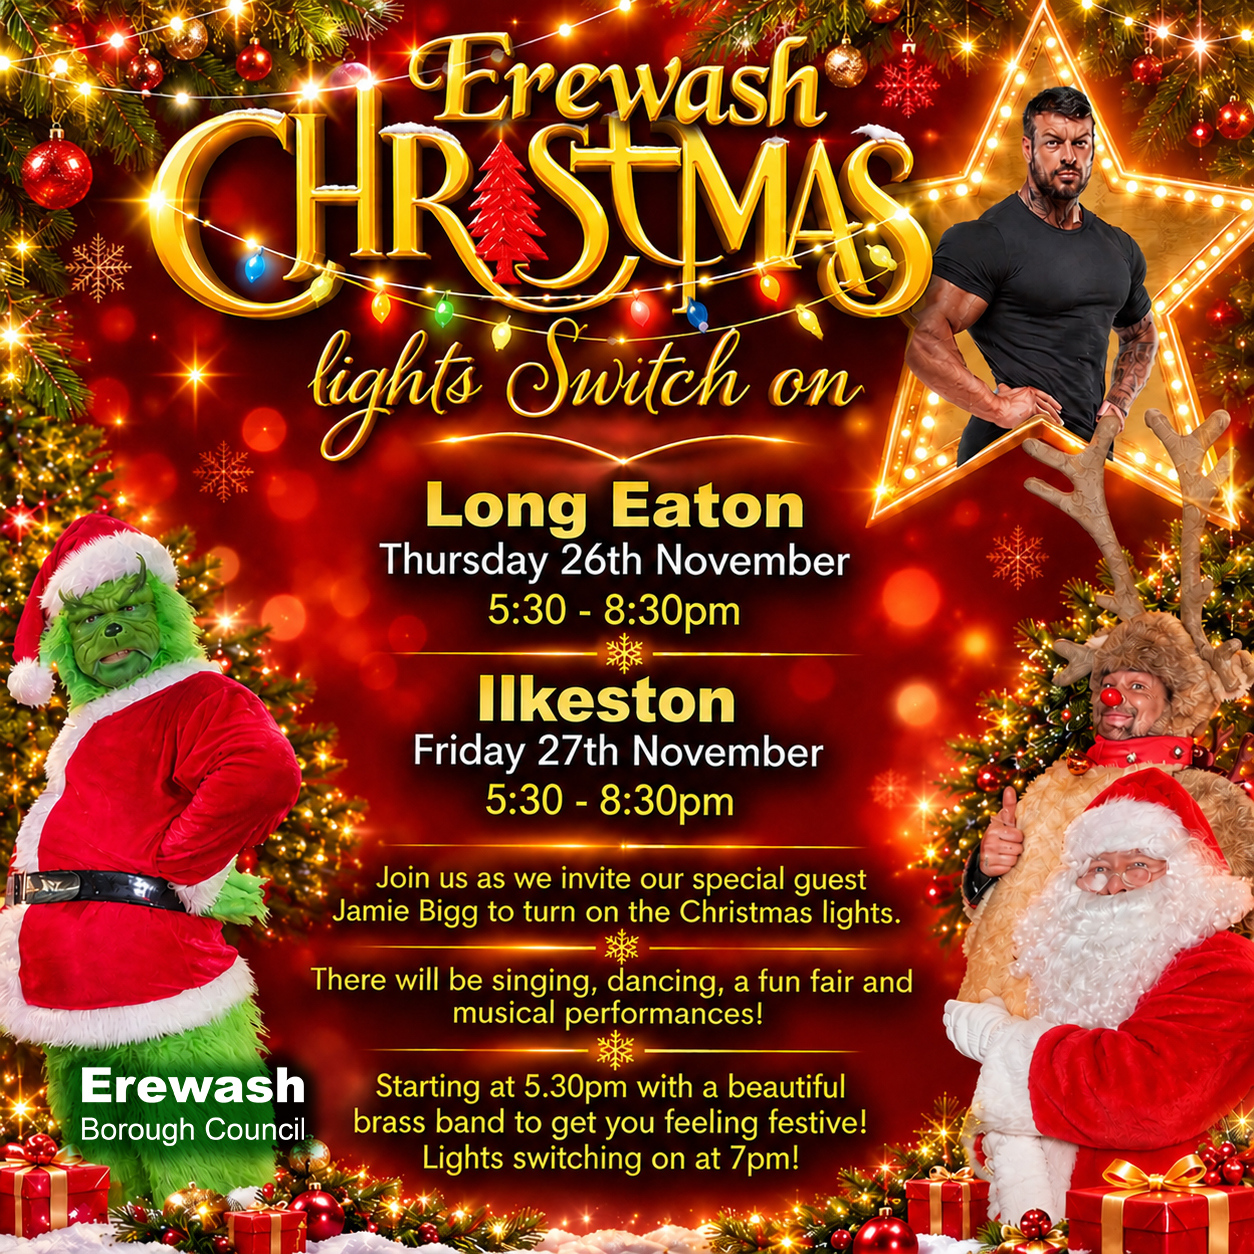 Erewash
CHRISTMAS
lights Switch on
Long Eaton
Thursday 26th November
5:30 - 8:30pm
Ilkeston
Friday 27th November
5:30 - 8:30pm
Join us as we invite our special guest
Jamie Bigg to turn on the Christmas lights.
There will be singing, dancing, a fun fair and
musical performances!
Starting at 5.30pm with a beautiful
brass band to get you feeling festive!
Lights switching on at 7pm!
Erewash
Borough Council